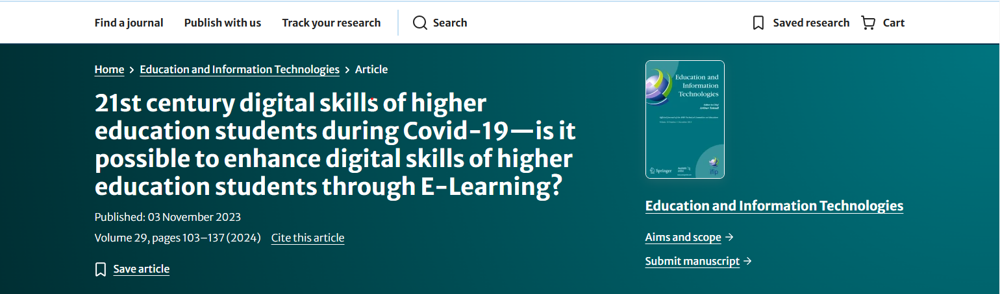 Find a journal
Publish with us
Track your research
Search
Saved research
Cart
Home > Education and Information Technologies > Article
21st century digital skills of higher
education students during Covid-19—is it
possible to enhance digital skills of higher
education students through E-Learning?
Published: 03 November 2023
Volume 29, pages 103–137 (2024)
Cite this article
Save article
Education and
Information
Technologies
Springer
ifip
Education and Information Technologies
Aims and scope →
Submit manuscript →